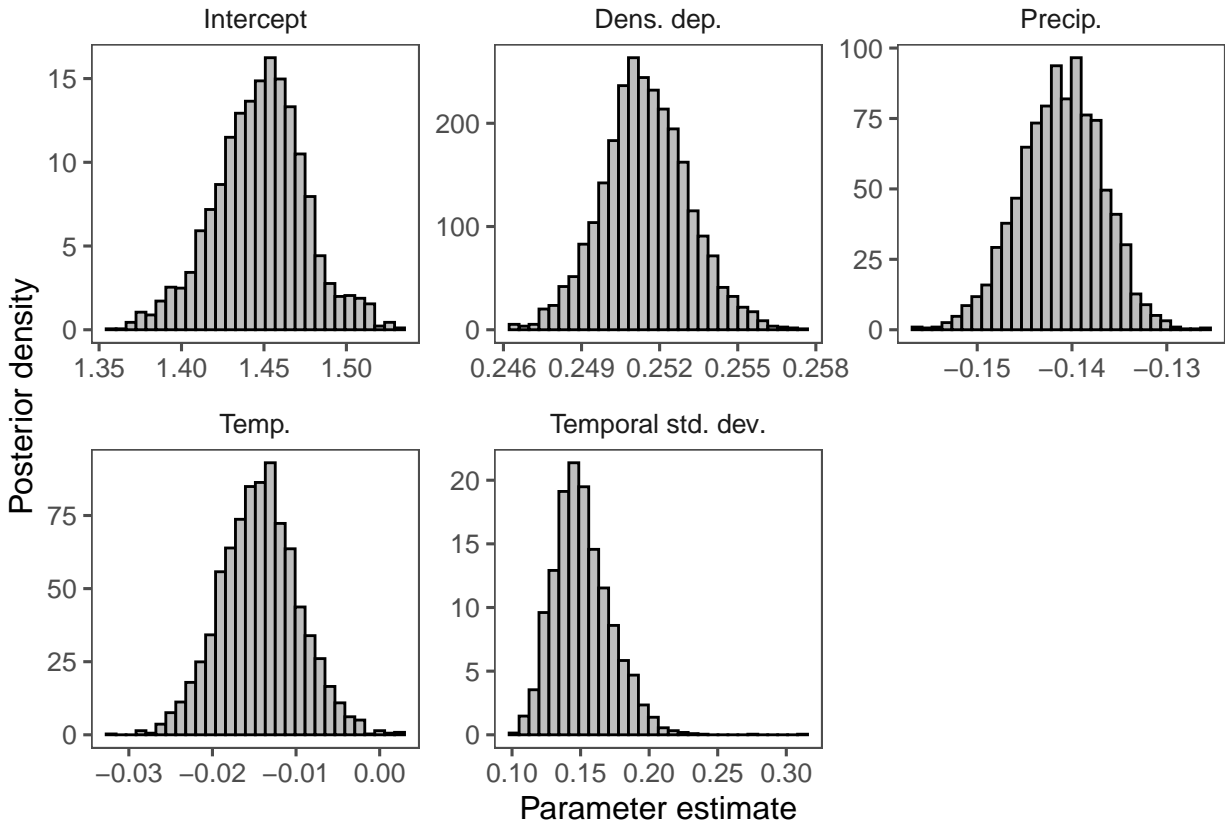 Intercept
Dens. dep.
Precip.
15
10
5
0
1.35 1.40 1.45 1.50
200
100
0
0.246 0.249 0.252 0.255 0.258
100
75
50
25
0
−0.15 −0.14 −0.13
Posterior density
Temp.
Temporal std. dev.
75
50
25
0
−0.03 −0.02 −0.01 0.00
20
15
10
5
0
0.10 0.15 0.20 0.25 0.30
Parameter estimate